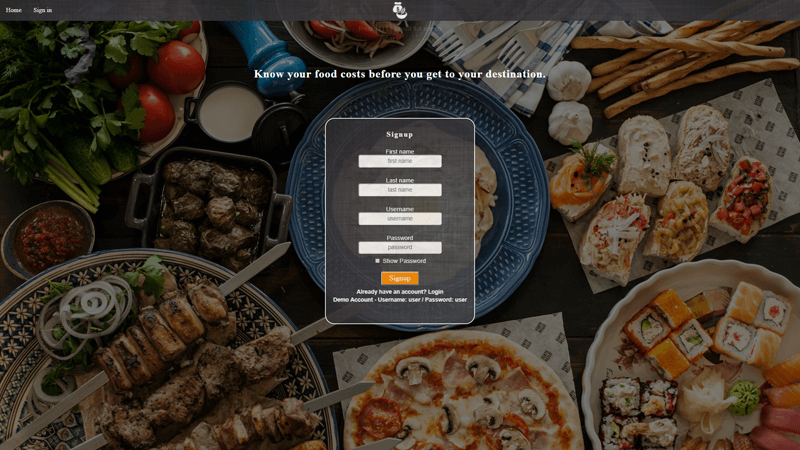 Home Sign in
Know your food costs before you get to your destination.
Signup
First name
first name
Last name
last name
Username
username
Password
password
Show Password
Signup
Already have an account? Login
Demo Account - Username: user / Password: user